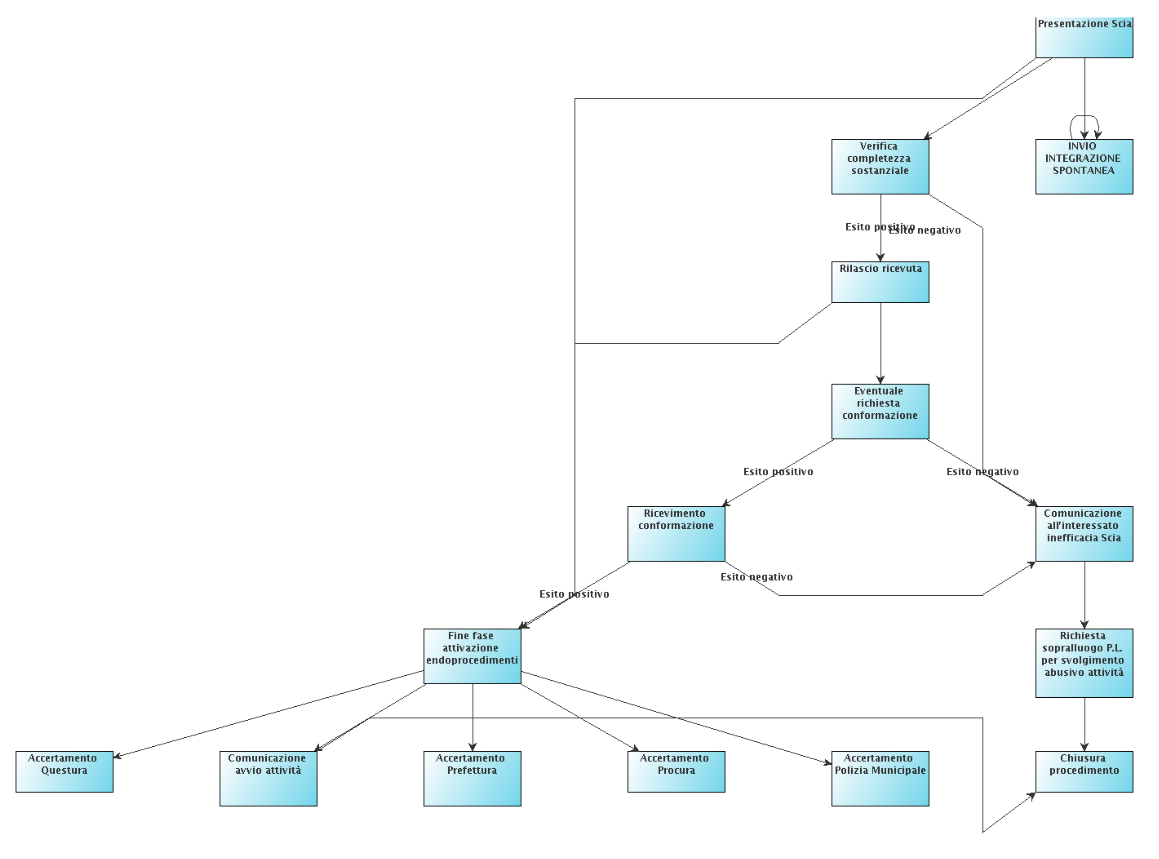 Presentazione Scia
Verifica
completezza
sostanziale
INVIO
INTEGRAZIONE
SPONTANEA
Esito positivo
Esito negativo
Rilascio ricevuta
Eventuale
richiesta
conformazione
Esito positivo
Esito negativo
Ricevimento
conformazione
Comunicazione
all'interessato
inefficacia Scia
Esito negativo
Esito positivo
Fine fase
attivazione
endoprocedimenti
Richiesta
sopralluogo P.L.
per svolgimento
abusivo attività
Accertamento
Questura
Comunicazione
avvio attività
Accertamento
Prefettura
Accertamento
Procura
Accertamento
Polizia Municipale
Chiusura
procedimento